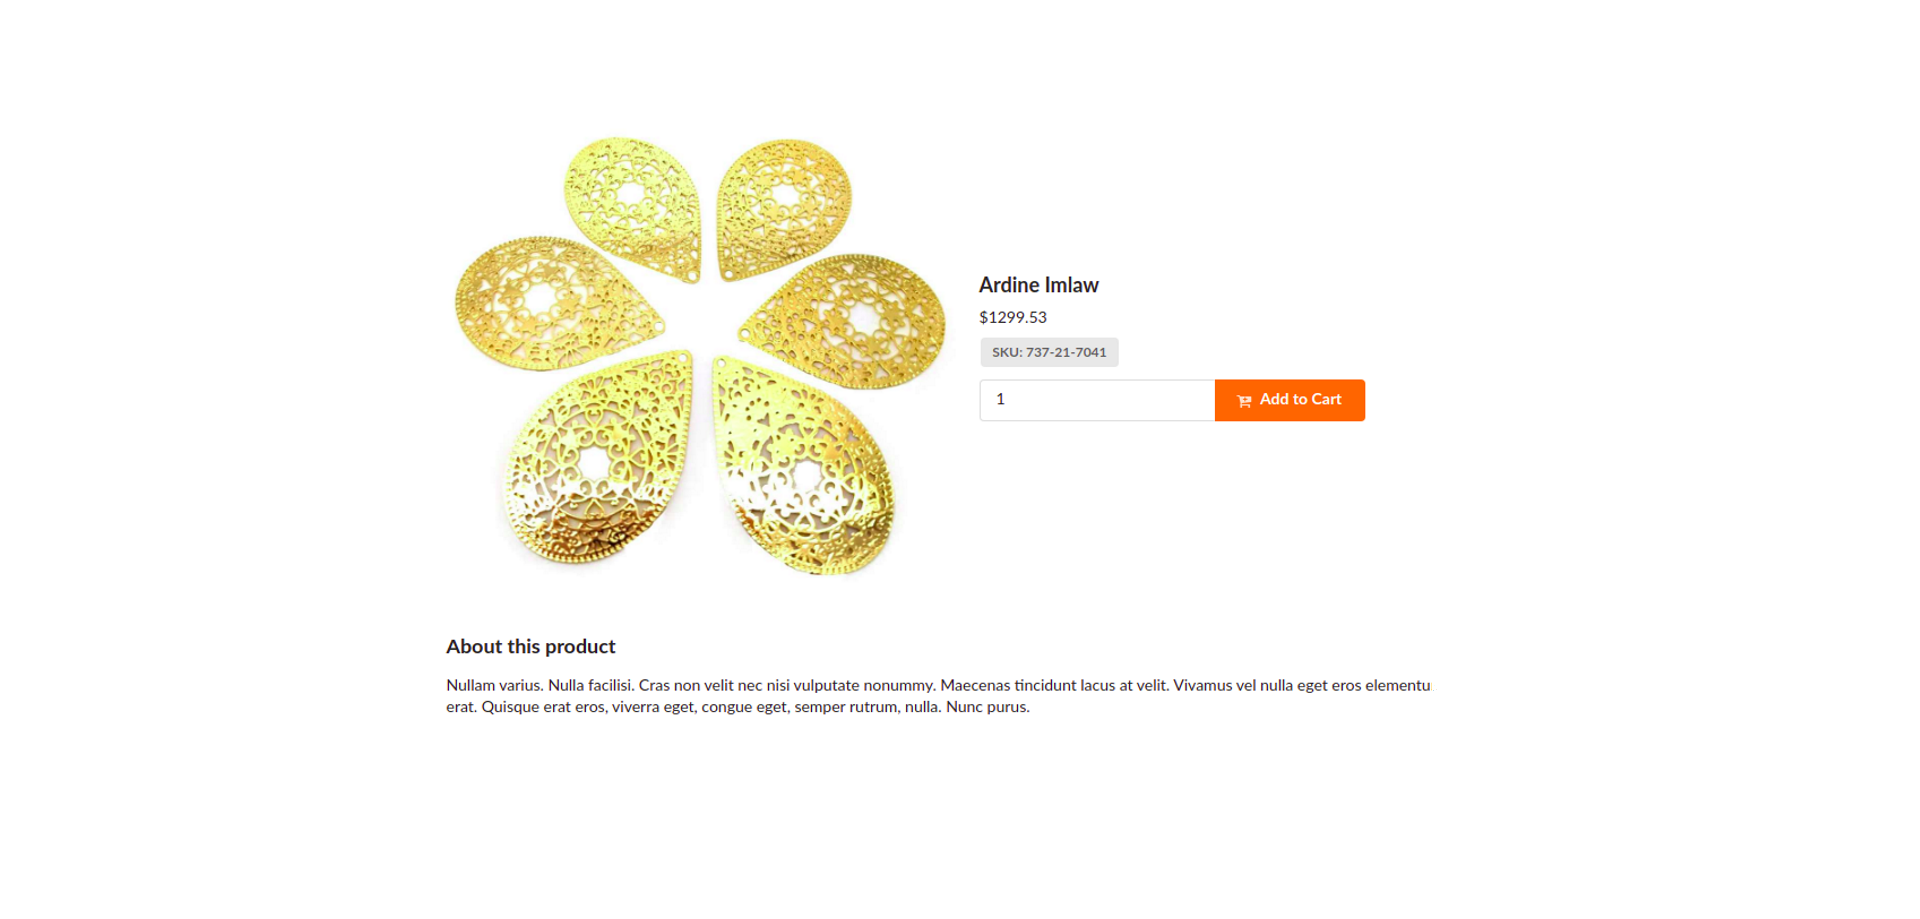 Ardine Imlaw
$1299.53
SKU: 737-21-7041
1
Add to Cart
About this product
Nullam varius. Nulla facilisi. Cras non velit nec nisi vulputate nonummy. Maecenas tincidunt lacus at velit. Vivamus vel nulla eget eros
erat. Quisque erat eros, viverra eget, congue eget, semper rutrum, nulla. Nunc purus.